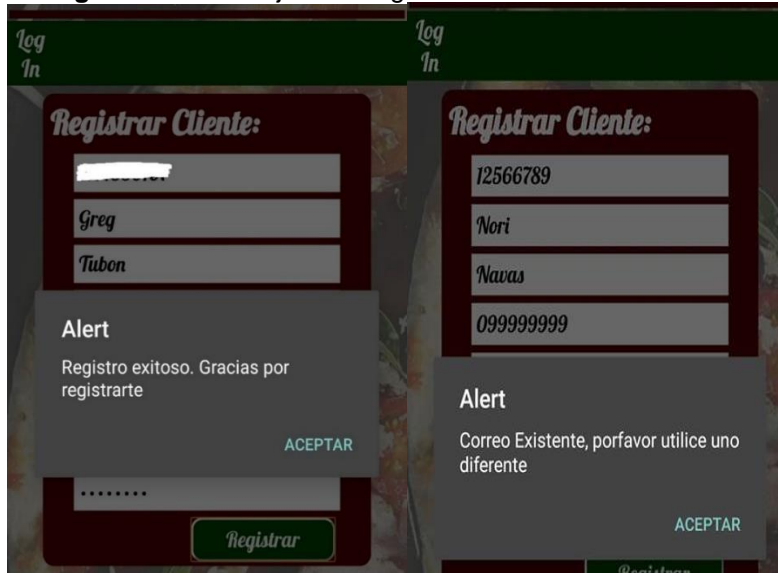 Log
In
Registrar Cliente:
Greg
Tubon
Alert
Registro exitoso. Gracias por
registrarte
ACEPTAR
........
Registrar
Log
In
Registrar Cliente:
12566789
Nori
Navas
099999999
Alert
Correo Existente, porfavor utilice uno
diferente
ACEPTAR
Registrar